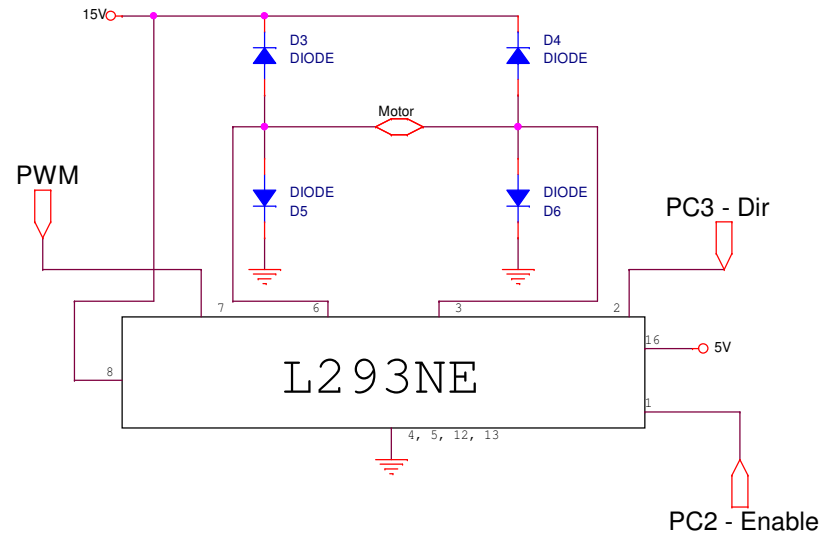 15V
D3
DIODE
D4
DIODE
Motor
PWM
DIODE
D5
DIODE
D6
PC3 - Dir
7
6
3
2
16
5V
8
L293NE
1
4, 5, 12, 13
PC2 - Enable